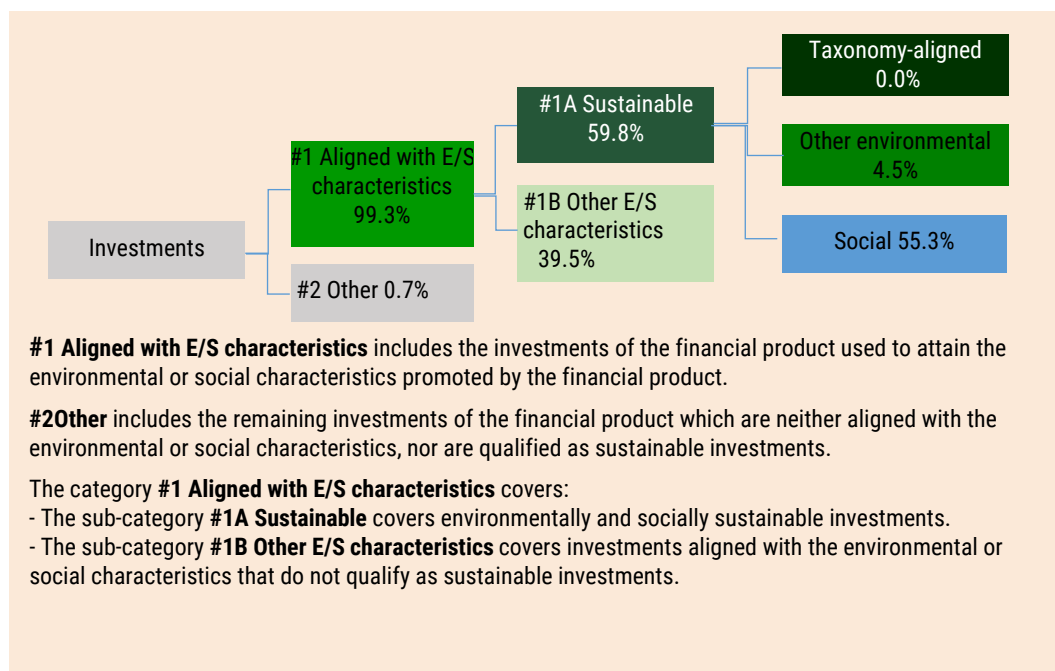 Taxonomy-aligned
0.0%
#1A Sustainable
59.8%
Other environmental
4.5%
#1 Aligned with E/S
characteristics
99.3%
#1B Other E/S
characteristics
39.5%
Social 55.3%
Investments
#2 Other 0.7%
#1 Aligned with E/S characteristics includes the investments of the financial product used to attain the
environmental or social characteristics promoted by the financial product.
#2Other includes the remaining investments of the financial product which are neither aligned with the
environmental or social characteristics, nor are qualified as sustainable investments.
The category #1 Aligned with E/S characteristics covers:
- The sub-category #1A Sustainable covers environmentally and socially sustainable investments.
- The sub-category #1B Other E/S characteristics covers investments aligned with the environmental or
social characteristics that do not qualify as sustainable investments.